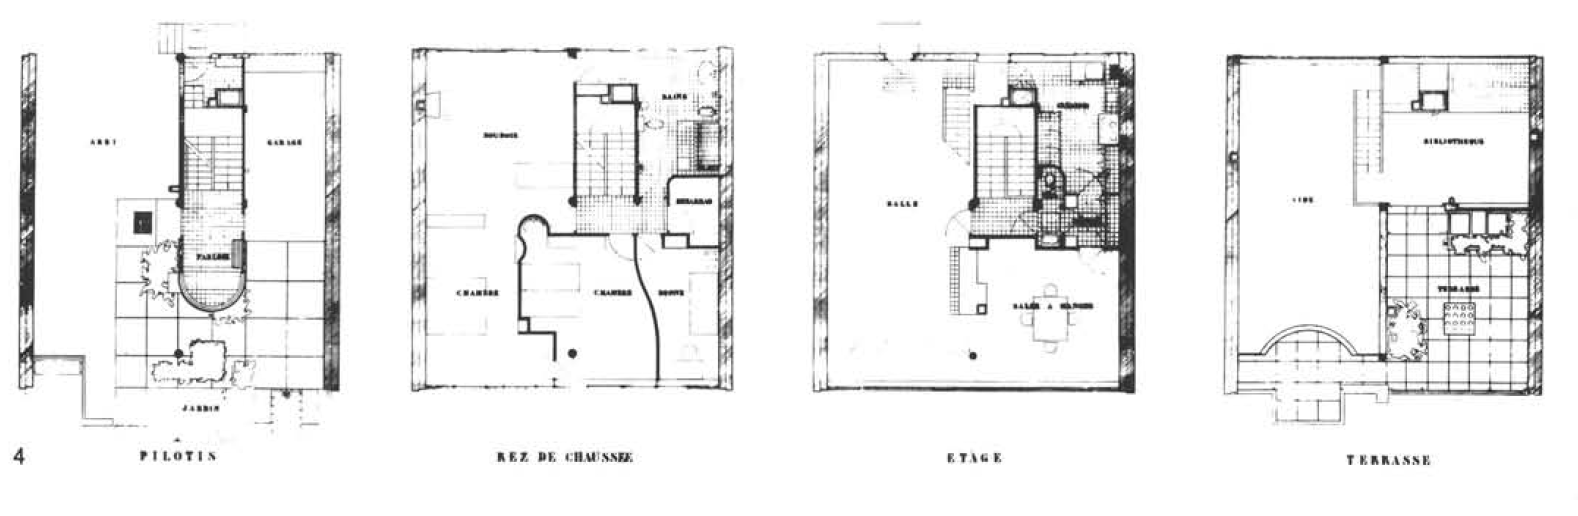 ABRI
GARAGE
PARLOIR
JARDIN
4
PILOTIS
BAINS
BOUDOIR
DEBARRAS
CHAMBRE
CHAMBRE
BONNE
REZ DE CHAUSSEE
CUISINE
SALLE
SALLE A MANGER
ETAGE
BIBLIOTHEQUE
VIDE
TERRASSE
TERRASSE